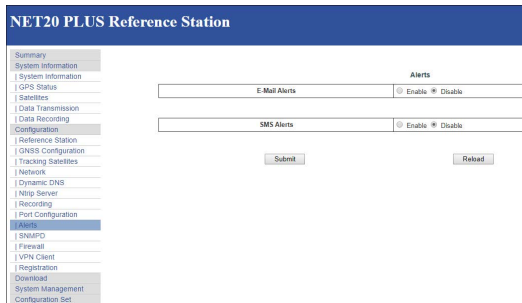 NET20 PLUS Reference Station
Summary
System Information
| System Information
| GPS Status
| Satellites
| Data Transmission
| Data Recording
Configuration
| Reference Station
| GNSS Configuration
| Tracking Satellites
| Network
| Dynamic DNS
| Ntrip Server
| Recording
| Port Configuration
| Alerts
| SNMPD
| Firewall
| VPN Client
| Registration
Download
System Management
Configuration Set
Alerts
E-Mail Alerts Enable Disable
SMS Alerts Enable Disable
Submit Reload